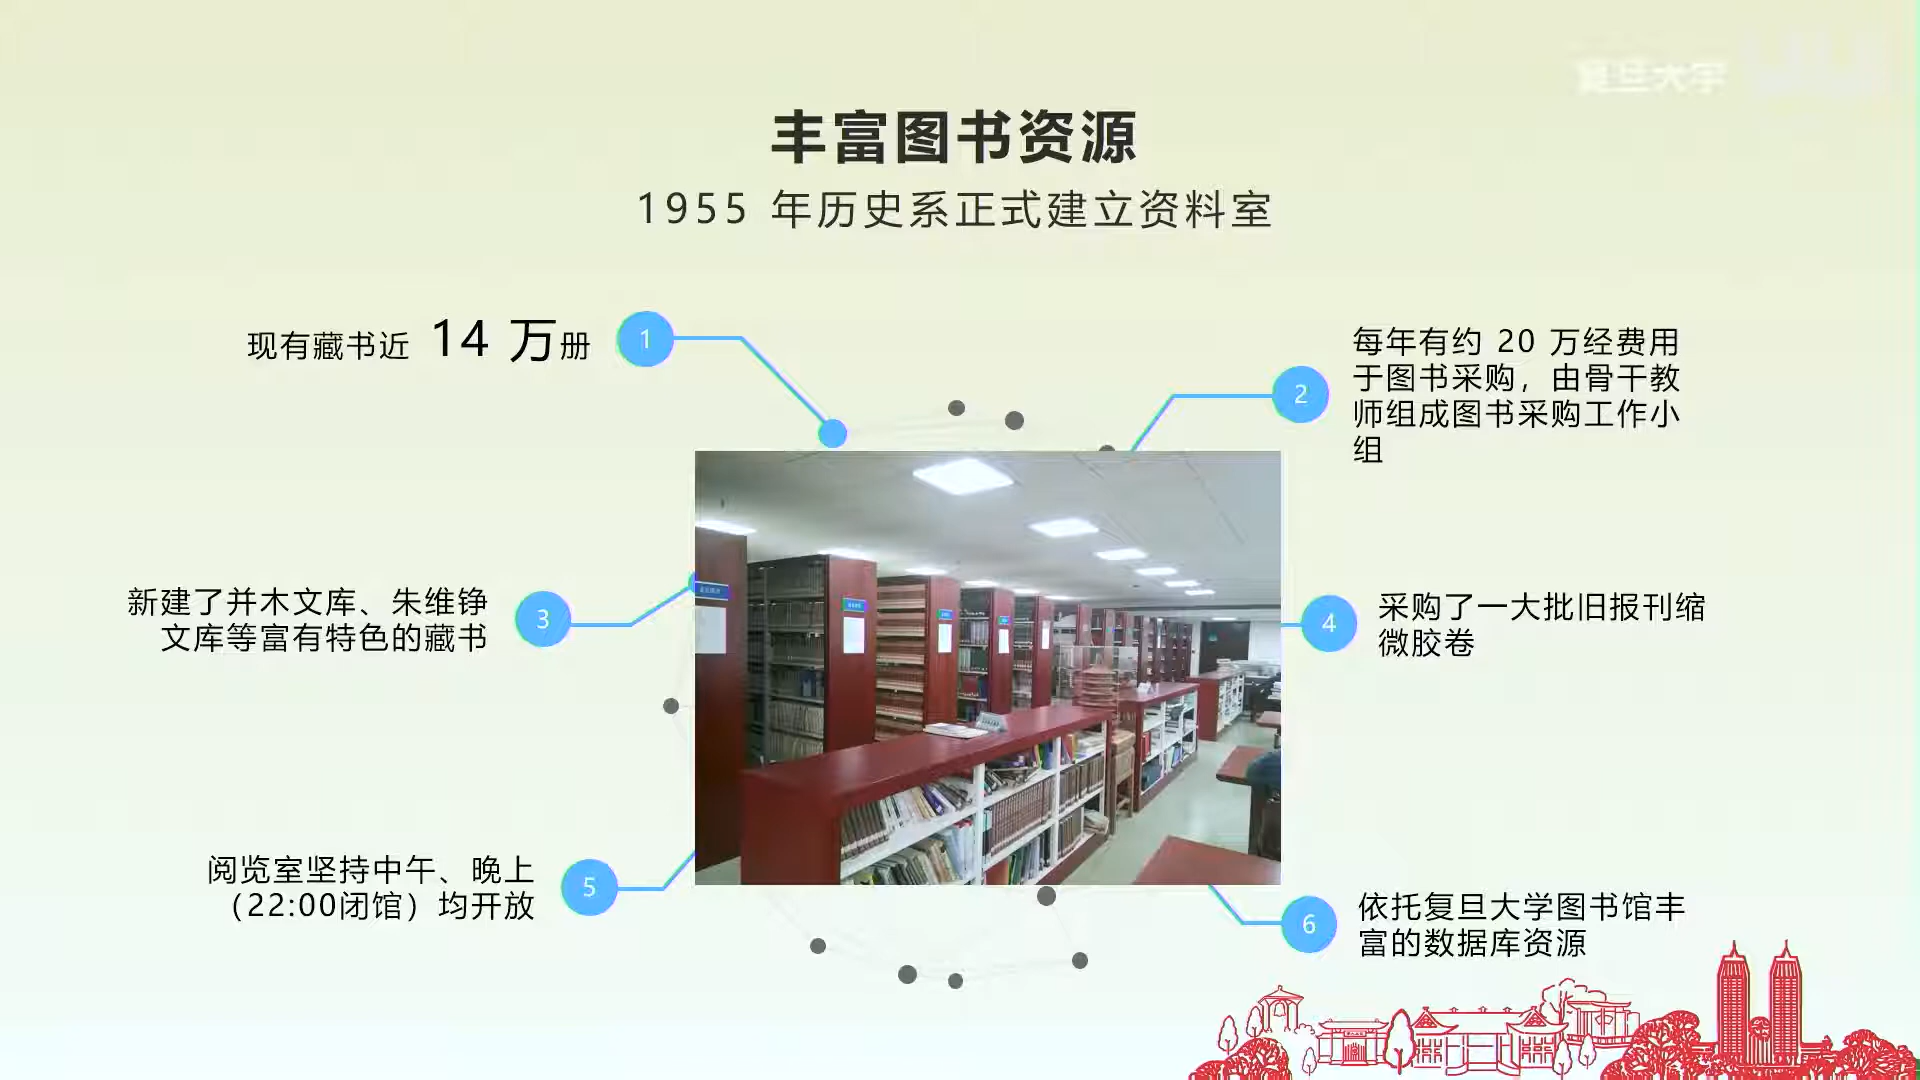 复旦大学
丰富图书资源
1955 年历史系正式建立资料室
现有藏书近 14 万册
1
2
每年有约 20 万经费用
于图书采购，由骨干教
师组成图书采购工作小
组
新建了并木文库、朱维铮
文库等富有特色的藏书
3
4
采购了一大批旧报刊缩
微胶卷
阅览室坚持中午、晚上
（22:00闭馆）均开放
5
6
依托复旦大学图书馆丰
富的数据库资源